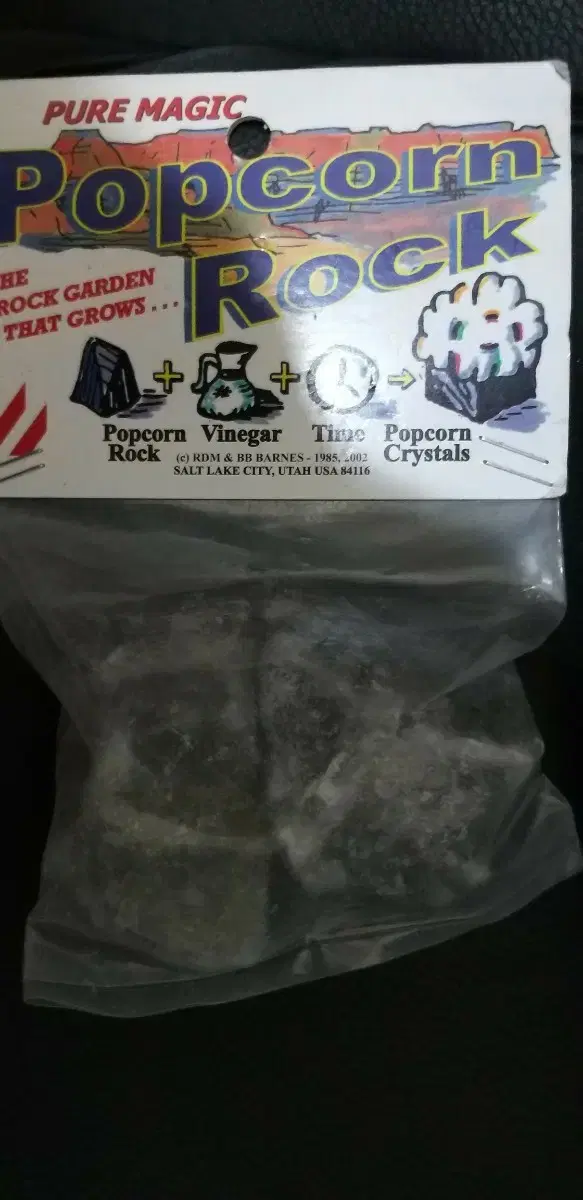 PURE MAGIC
Popcorn
Rock
HE
ROCK GARDEN
THAT GROWS...
+ + →
Popcorn Vinegar Time Popcorn
Rock Crystals
(c) RDM & BB BARNES - 1985, 2002
SALT LAKE CITY, UTAH USA 84116